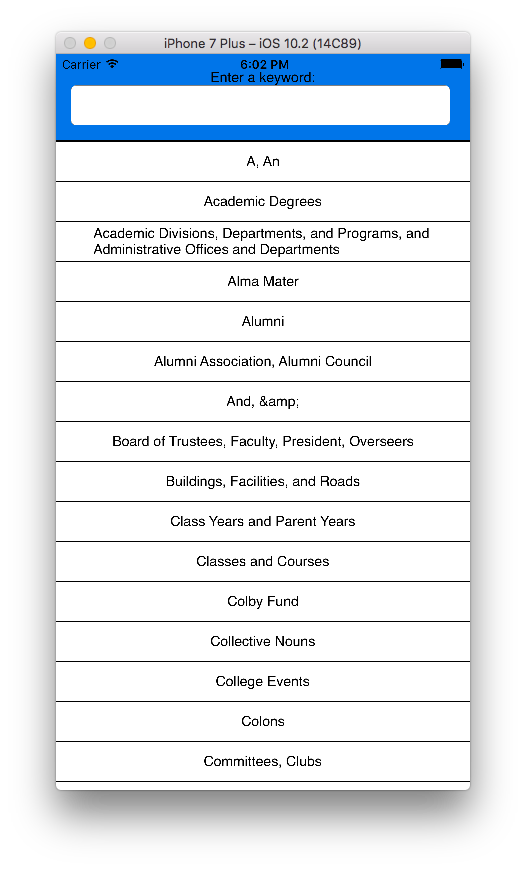 iPhone 7 Plus – iOS 10.2 (14C89)
Carrier 6:02 PM
Enter a keyword:
A, An
Academic Degrees
Academic Divisions, Departments, and Programs, and
Administrative Offices and Departments
Alma Mater
Alumni
Alumni Association, Alumni Council
And, &amp;
Board of Trustees, Faculty, President, Overseers
Buildings, Facilities, and Roads
Class Years and Parent Years
Classes and Courses
Colby Fund
Collective Nouns
College Events
Colons
Committees, Clubs